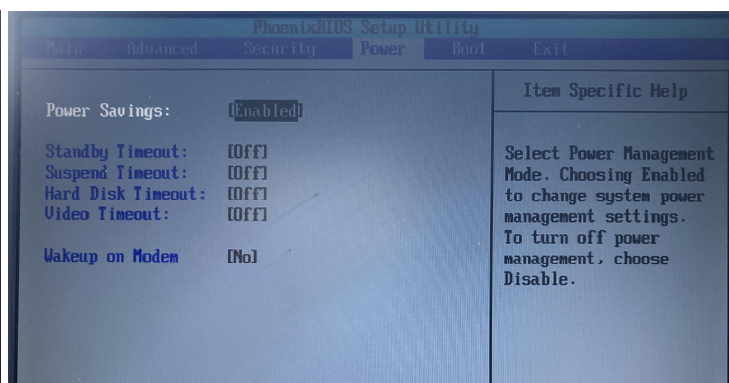 PhoenixBIOS Setup Utility
Main Advanced Security Power Boot Exit
Power Savings: [Enabled]
Standby Timeout: [Off]
Suspend Timeout: [Off]
Hard Disk Timeout: [Off]
Video Timeout: [Off]
Wakeup on Modem [No]
Item Specific Help
Select Power Management
Mode. Choosing Enabled
to change system power
management settings.
To turn off power
management, choose
Disable.